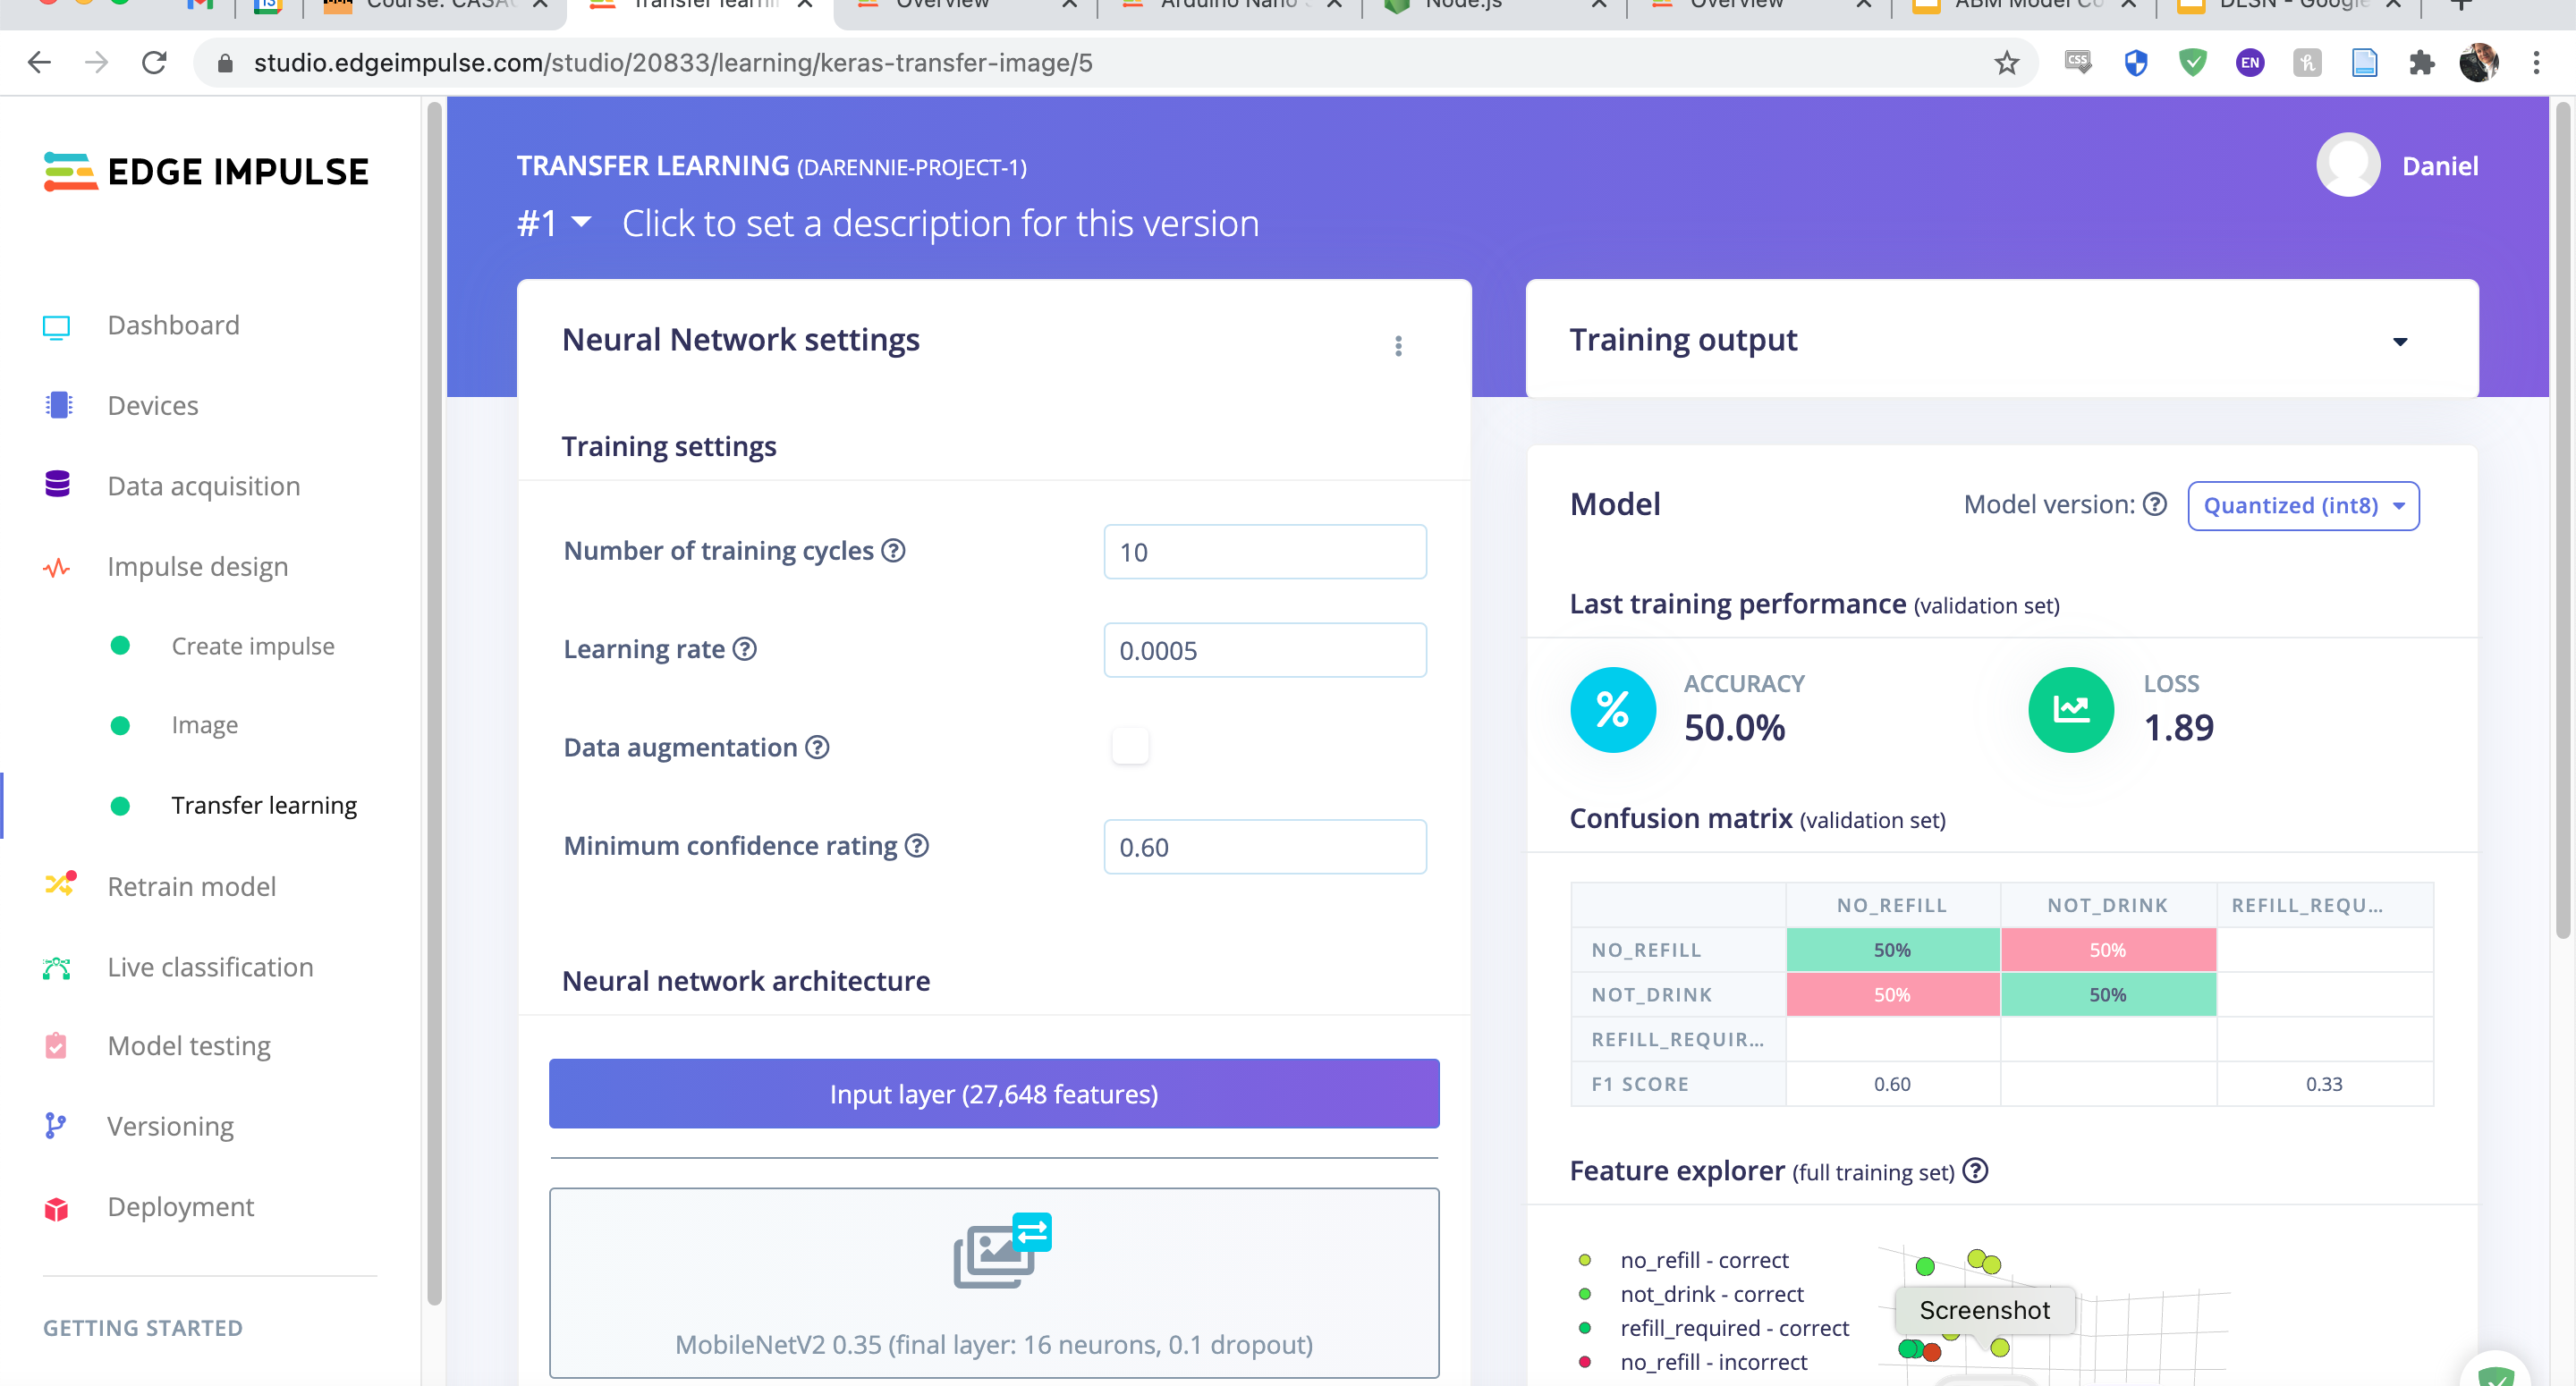 Course: CASA
Transfer learni
Overview
Arduino Nano
Node.js
Overview
ABM Model Co
DESN - Google
studio.edgeimpulse.com/studio/20833/learning/keras-transfer-image/5
EDGE IMPULSE
Dashboard
Devices
Data acquisition
Impulse design
Create impulse
Image
Transfer learning
Retrain model
Live classification
Model testing
Versioning
Deployment
GETTING STARTED
TRANSFER LEARNING (DARENNIE-PROJECT-1)
Daniel
#1 Click to set a description for this version
Neural Network settings
Training settings
Number of training cycles ? 10
Learning rate ? 0.0005
Data augmentation ?
Minimum confidence rating ? 0.60
Neural network architecture
Input layer (27,648 features)
MobileNetV2 0.35 (final layer: 16 neurons, 0.1 dropout)
Training output
Model
Model version: ? Quantized (int8)
Last training performance (validation set)
% ACCURACY
50.0%
LOSS
1.89
Confusion matrix (validation set)
NO_REFILL NOT_DRINK REFILL_REQU...
NO_REFILL 50% 50%
NOT_DRINK 50% 50%
REFILL_REQUIR...
F1 SCORE 0.60 0.33
Feature explorer (full training set) ?
no_refill - correct
not_drink - correct
refill_required - correct
no_refill - incorrect
Screenshot